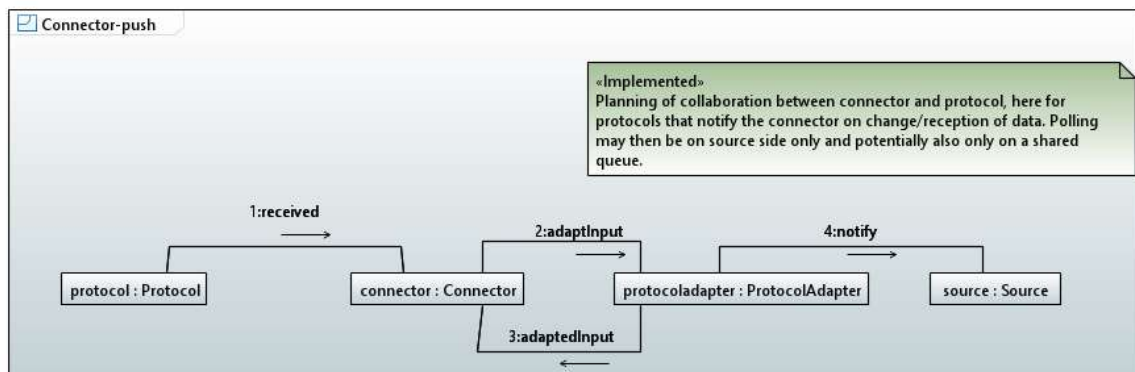 Connector-push
«Implemented»
Planning of collaboration between connector and protocol, here for
protocols that notify the connector on change/reception of data. Polling
may then be on source side only and potentially also only on a shared
queue.
1:received
2:adaptInput
4:notify
protocol : Protocol
connector : Connector
protocoladapter : ProtocolAdapter
source : Source
3:adaptedInput